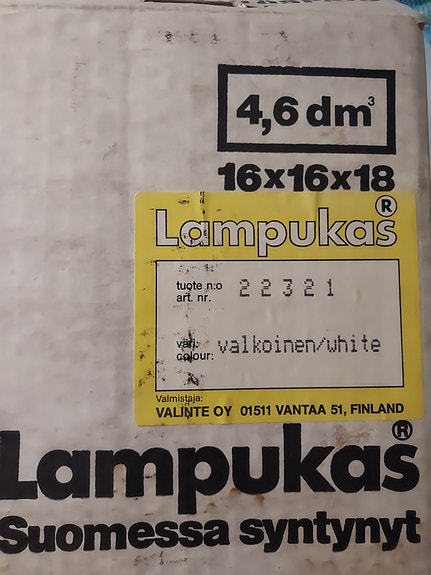 4,6 dm³
16x16x18
Lampukas®
tuote n:o 22321
art. nr.
väri: valkoinen/white
colour:
Valmistaja:
VALINTE OY 01511 VANTAA 51, FINLAND
Lampukas®
Suomessa syntynyt